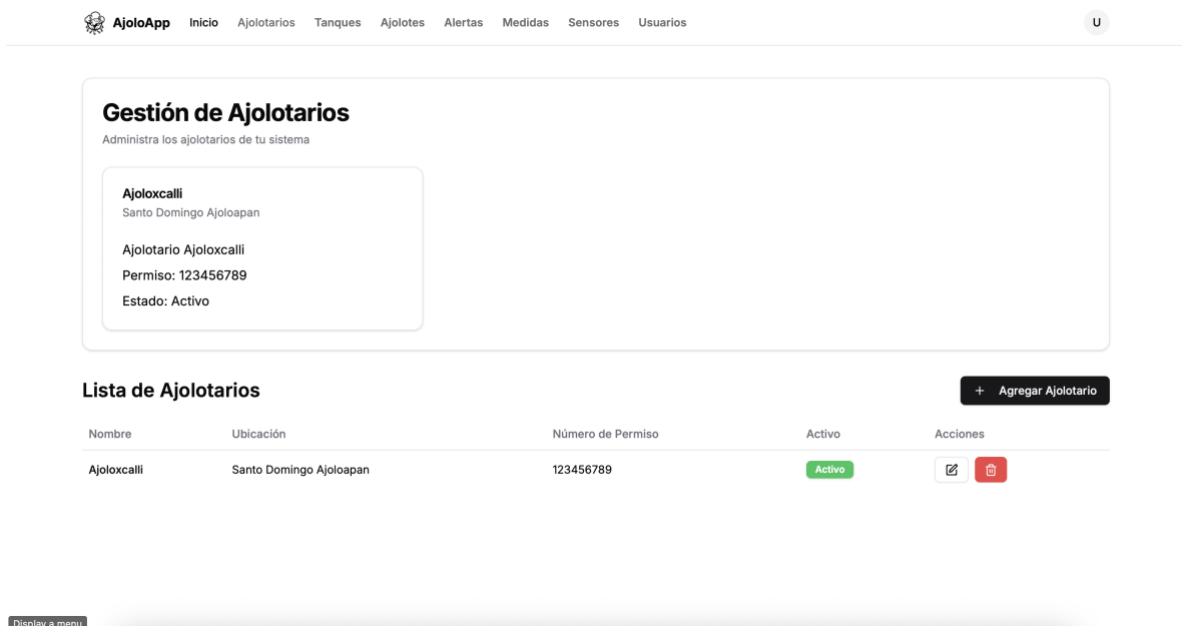 AjoloApp Inicio Ajolotarios Tanques Ajolotes Alertas Medidas Sensores Usuarios U
Gestión de Ajolotarios
Administra los ajolotarios de tu sistema
Ajoloxcalli
Santo Domingo Ajoloapan
Ajolotario Ajoloxcalli
Permiso: 123456789
Estado: Activo
Lista de Ajolotarios
+ Agregar Ajolotario
Nombre Ubicación Número de Permiso Activo Acciones
Ajoloxcalli Santo Domingo Ajoloapan 123456789 Activo
Display a menu